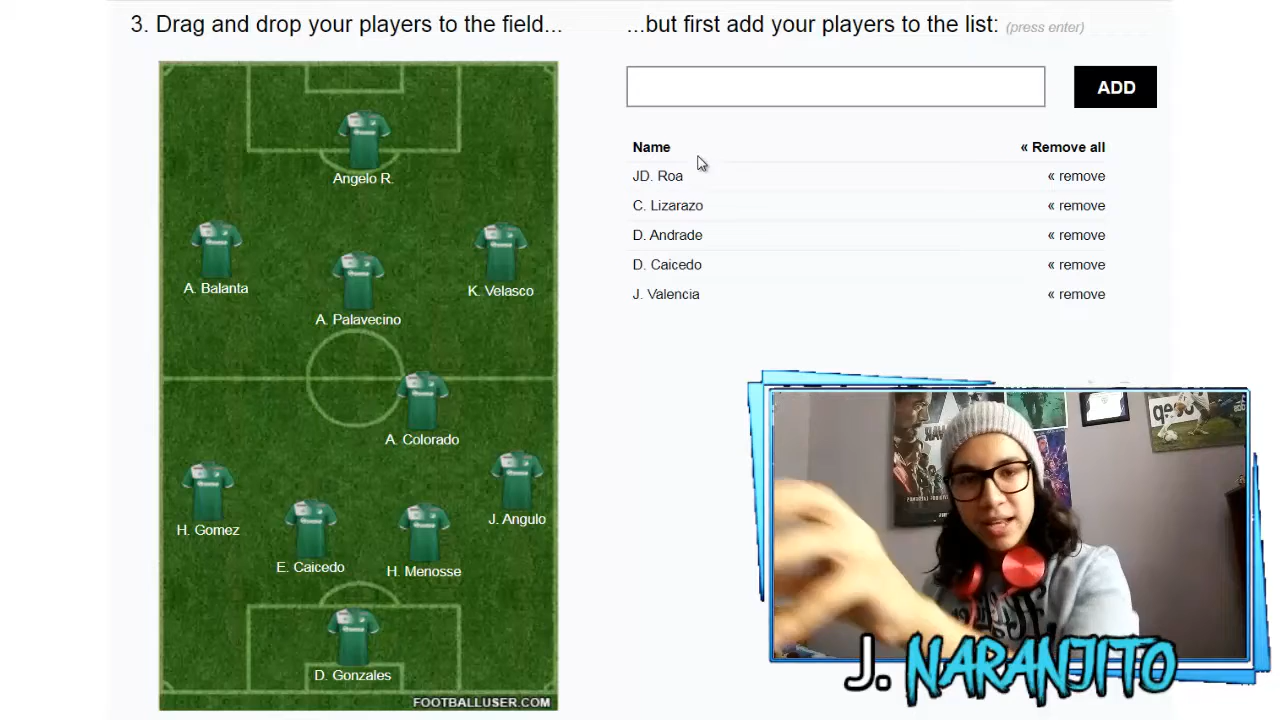 3. Drag and drop your players to the field...
...but first add your players to the list: (press enter)
ADD
Name
« Remove all
JD. Roa
« remove
C. Lizarazo
« remove
D. Andrade
« remove
D. Caicedo
« remove
J. Valencia
« remove
Angelo R.
A. Balanta
K. Velasco
A. Palavecino
A. Colorado
H. Gomez
J. Angulo
E. Caicedo
H. Menosse
D. Gonzales
FOOTBALLUSER.COM
J. NARANJITO